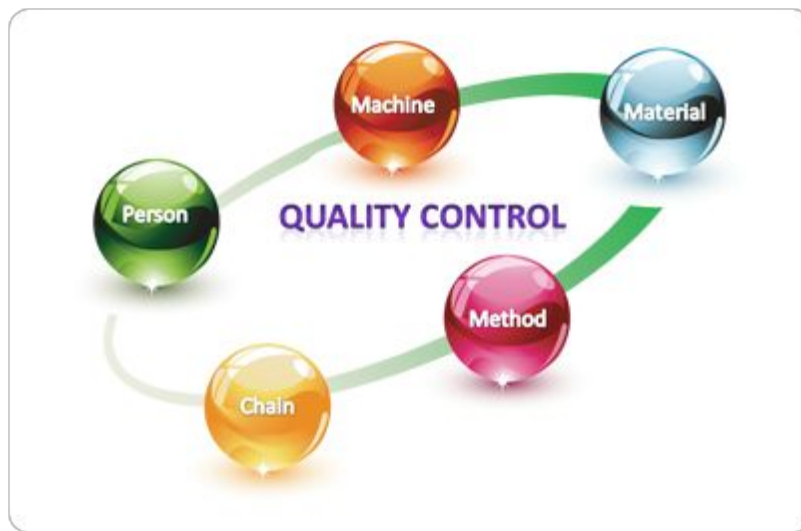 Machine
Material
Person
QUALITY CONTROL
Method
Chain